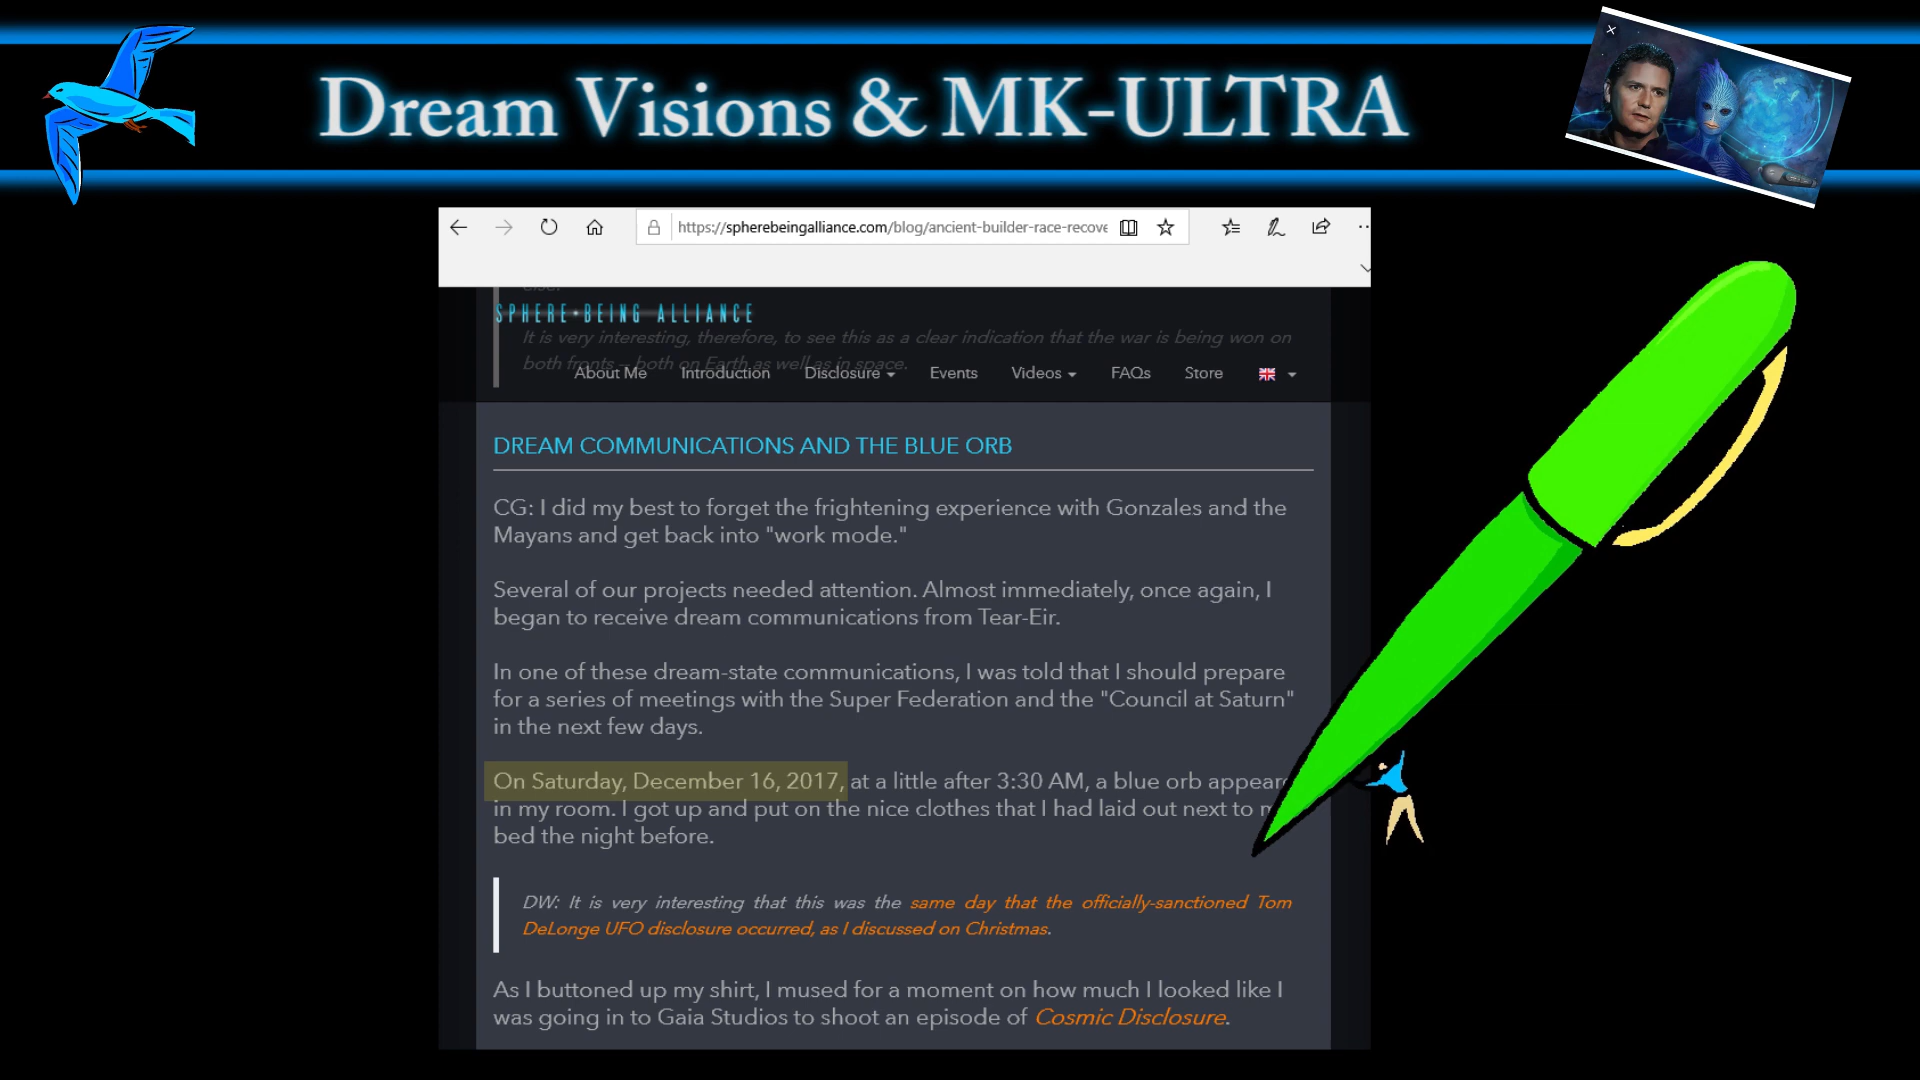 Dream Visions & MK-ULTRA
https://spherebeingalliance.com/blog/ancient-builder-race-recove
SPHERE•BEING ALLIANCE
It is very interesting, therefore, to see this as a clear indication that the war is being won on
both fronts – both on Earth as well as in space.
About Me Introduction Disclosure Events Videos FAQs Store
DREAM COMMUNICATIONS AND THE BLUE ORB
CG: I did my best to forget the frightening experience with Gonzales and the
Mayans and get back into "work mode."
Several of our projects needed attention. Almost immediately, once again, I
began to receive dream communications from Tear-Eir.
In one of these dream-state communications, I was told that I should prepare
for a series of meetings with the Super Federation and the "Council at Saturn"
in the next few days.
On Saturday, December 16, 2017, at a little after 3:30 AM, a blue orb appear
in my room. I got up and put on the nice clothes that I had laid out next to
bed the night before.
DW: It is very interesting that this was the same day that the officially-sanctioned Tom
DeLonge UFO disclosure occurred, as I discussed on Christmas.
As I buttoned up my shirt, I mused for a moment on how much I looked like I
was going in to Gaia Studios to shoot an episode of Cosmic Disclosure.